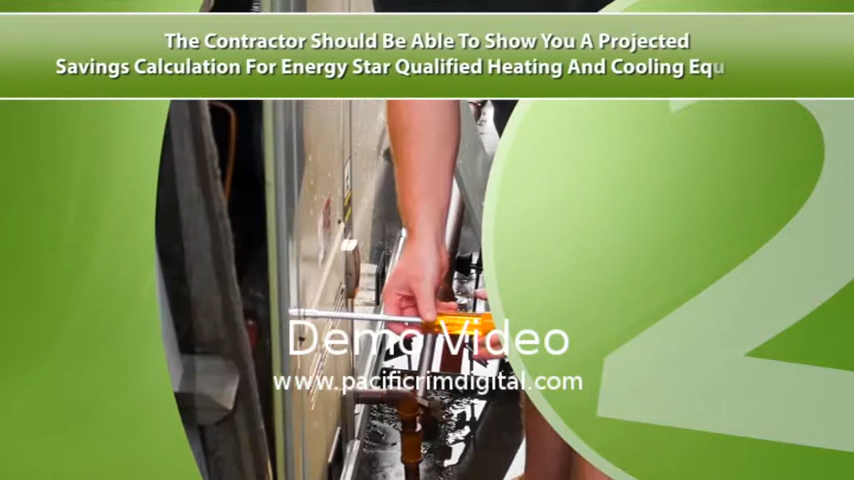 The Contractor Should Be Able To Show You A Projected
Savings Calculation For Energy Star Qualified Heating And Cooling Equ
Demo Video
www.pacificrimdigital.com
2